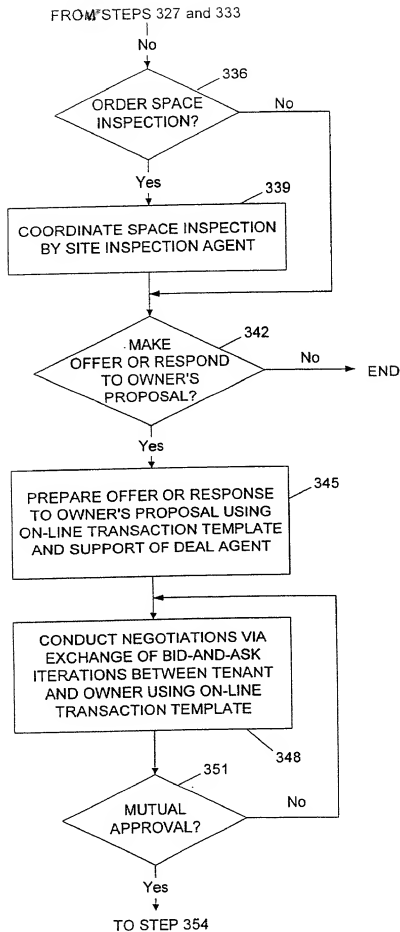 FROM STEPS 327 and 333
No
336
ORDER SPACE
INSPECTION?
No
Yes
339
COORDINATE SPACE INSPECTION
BY SITE INSPECTION AGENT
342
MAKE
OFFER OR RESPOND
TO OWNER'S
PROPOSAL?
No
END
Yes
345
PREPARE OFFER OR RESPONSE
TO OWNER'S PROPOSAL USING
ON-LINE TRANSACTION TEMPLATE
AND SUPPORT OF DEAL AGENT
CONDUCT NEGOTIATIONS VIA
EXCHANGE OF BID-AND-ASK
ITERATIONS BETWEEN TENANT
AND OWNER USING ON-LINE
TRANSACTION TEMPLATE
348
351
MUTUAL
APPROVAL?
No
Yes
TO STEP 354